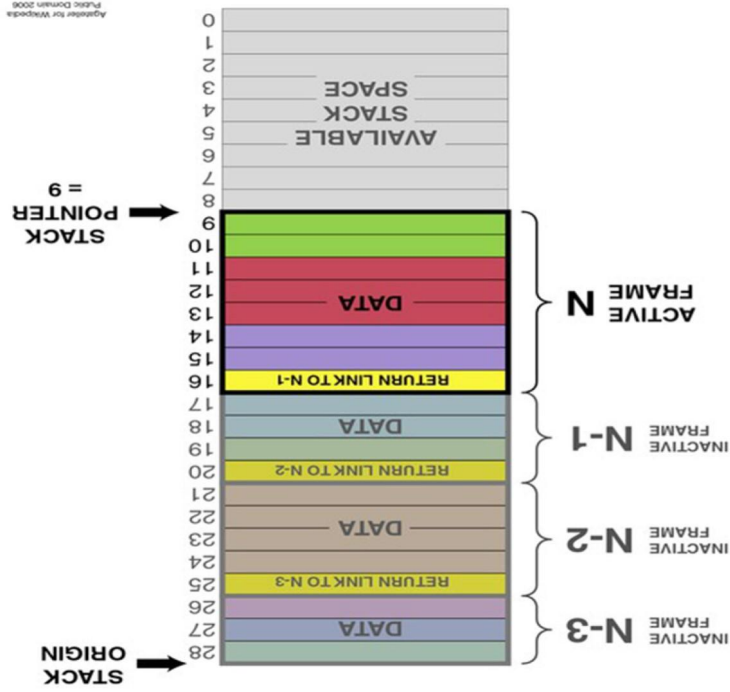 STACK
ORIGIN
28
27
26
25
24
23
22
21
20
19
18
17
16
15
14
13
12
11
10
9
8
7
6
5
4
3
2
1
0
INACTIVE
FRAME
N-3
DATA
RETURN LINK TO N-3
INACTIVE
FRAME
N-2
DATA
RETURN LINK TO N-2
INACTIVE
FRAME
N-1
DATA
RETURN LINK TO N-1
ACTIVE
FRAME
N
DATA
STACK
POINTER
= 9
AVAILABLE
STACK
SPACE
Agateller for Wikipedia
Public Domain 2006